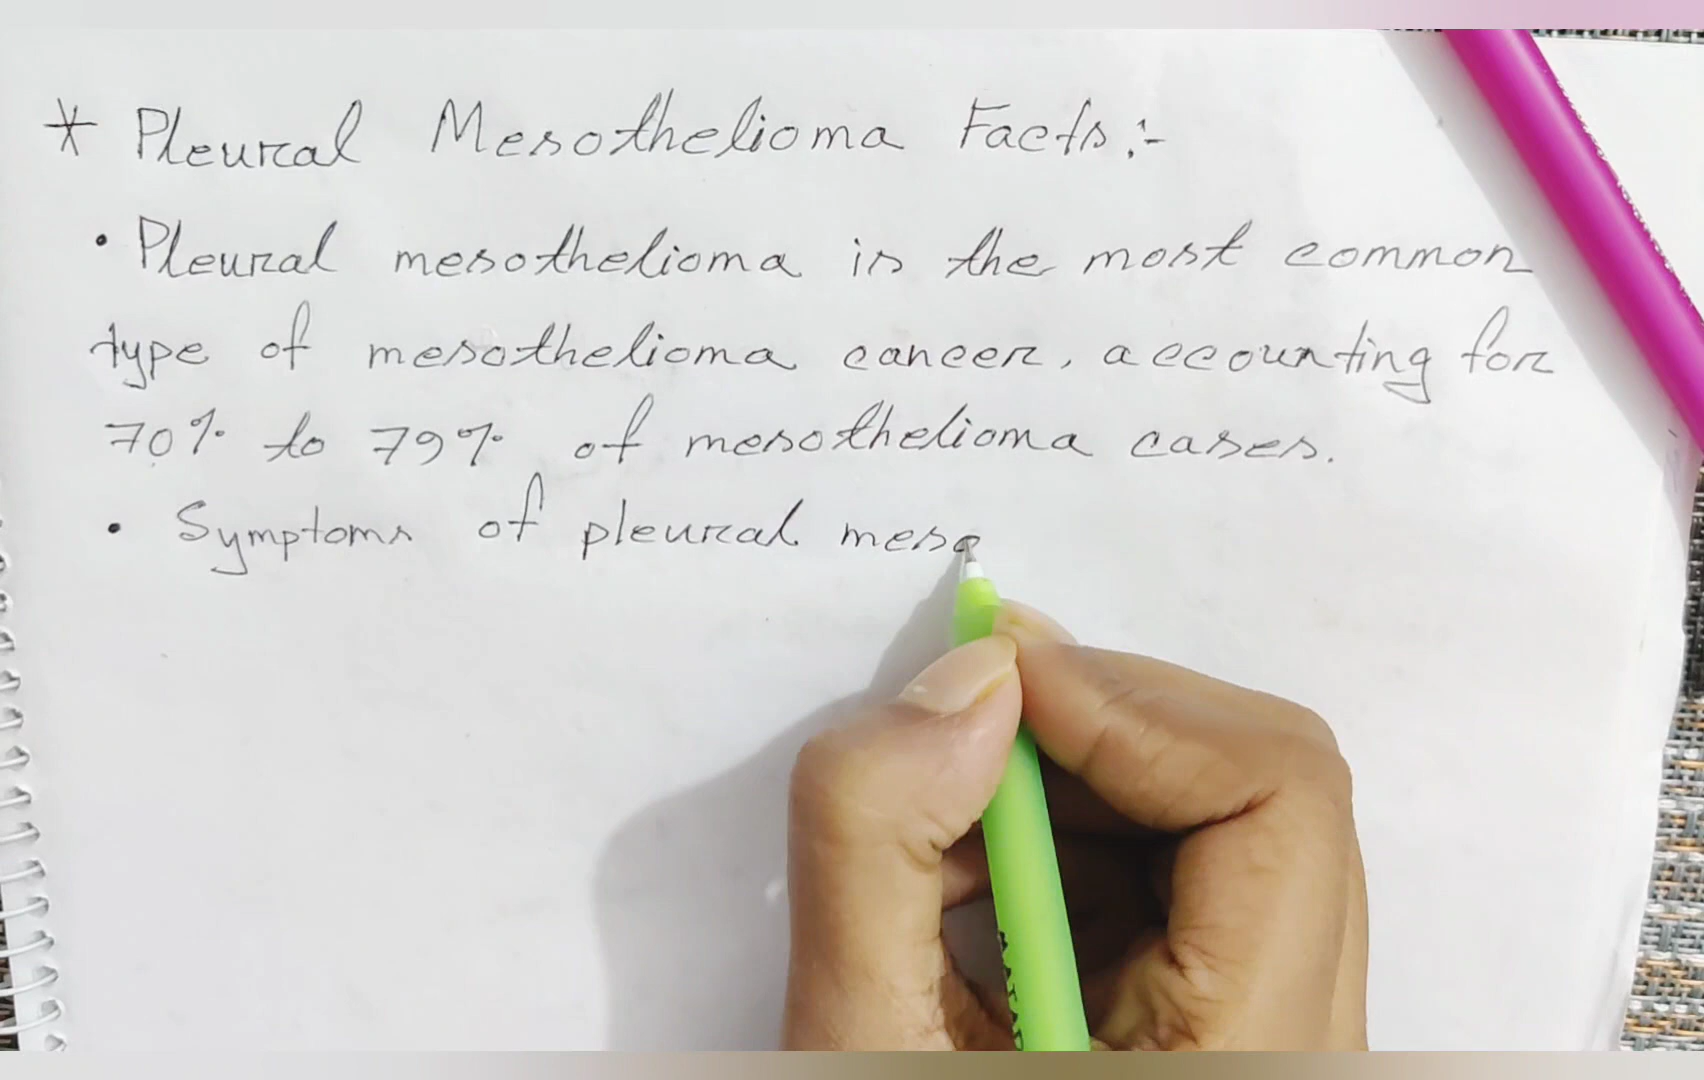 * Pleural Mesothelioma Facts:-
• Pleural mesothelioma is the most common
type of mesothelioma cancer, accounting for
70% to 79% of mesothelioma cases.
• Symptoms of pleural meso